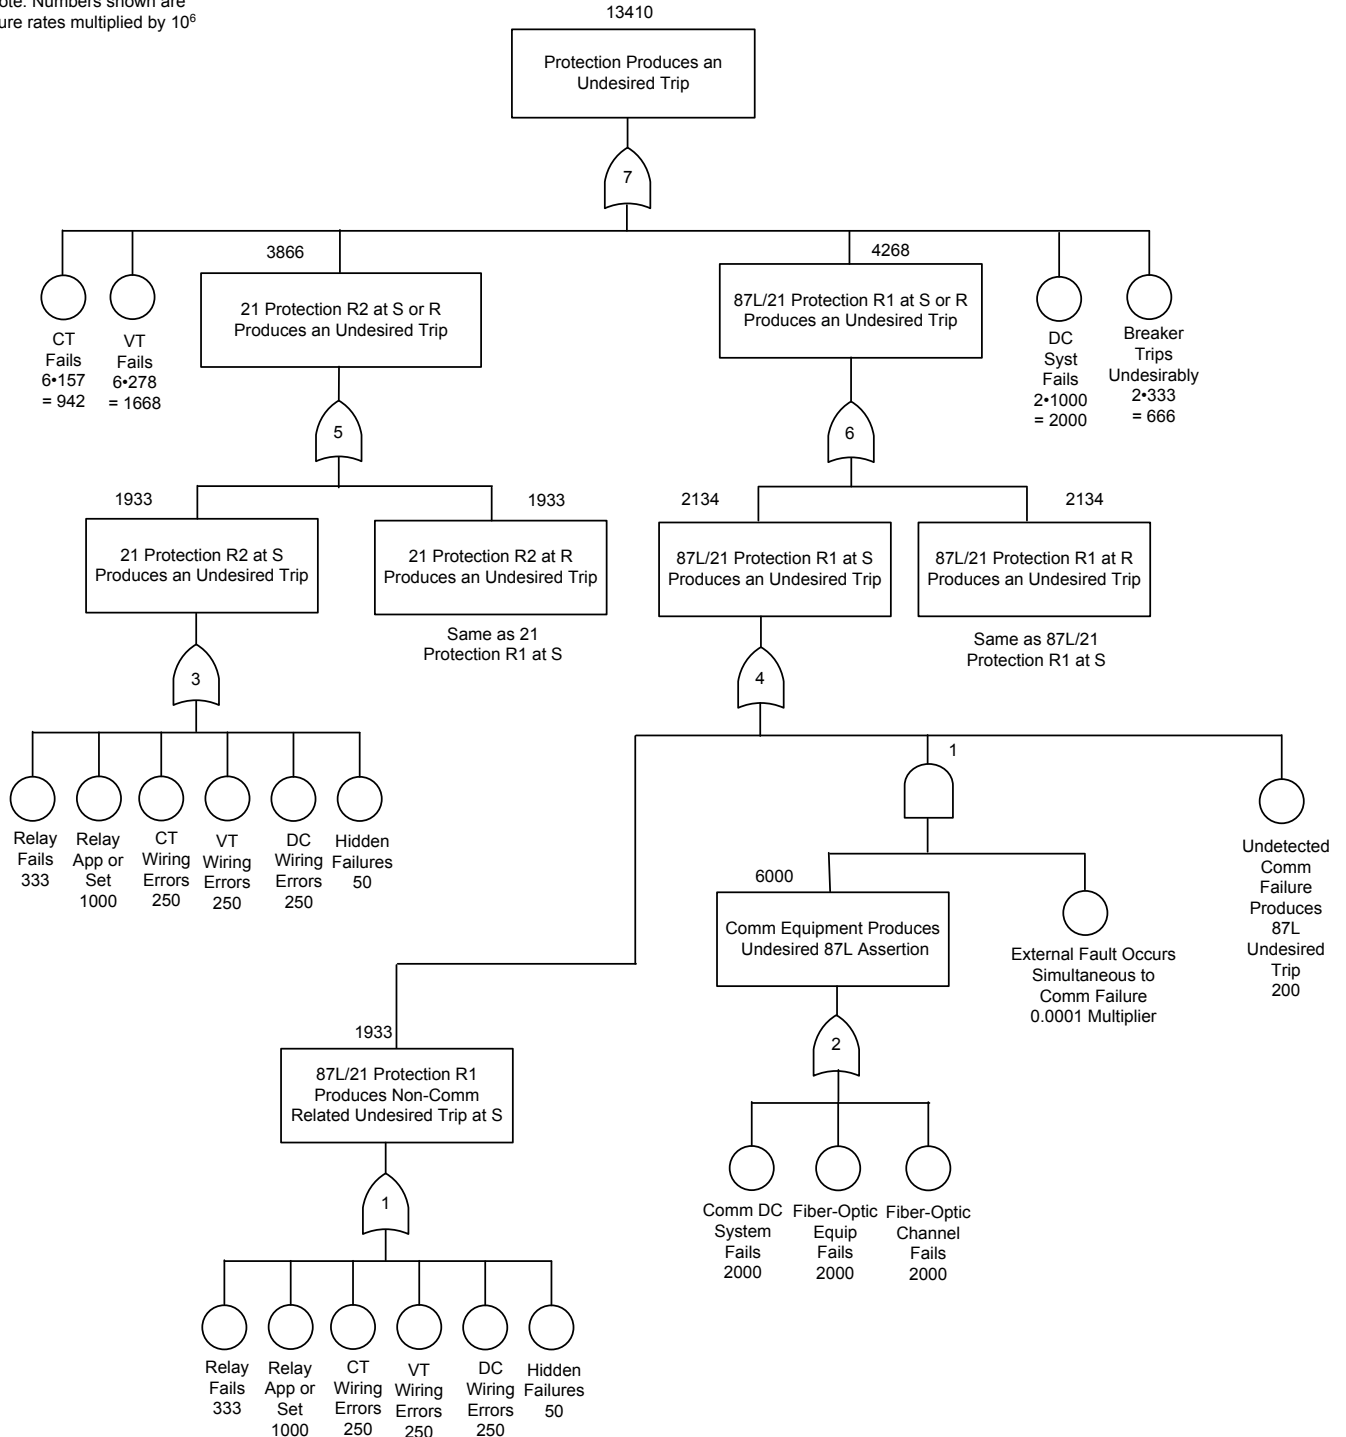 ote: Numbers shown are
ure rates multiplied by 10⁶
13410
Protection Produces an
Undesired Trip
7
3866
4268
21 Protection R2 at S or R
Produces an Undesired Trip
87L/21 Protection R1 at S or R
Produces an Undesired Trip
CT
Fails
6•157
= 942
VT
Fails
6•278
= 1668
DC
Syst
Fails
2•1000
= 2000
Breaker
Trips
Undesirably
2•333
= 666
5
6
1933
1933
2134
2134
21 Protection R2 at S
Produces an Undesired Trip
21 Protection R2 at R
Produces an Undesired Trip
87L/21 Protection R1 at S
Produces an Undesired Trip
87L/21 Protection R1 at R
Produces an Undesired Trip
Same as 21
Protection R1 at S
Same as 87L/21
Protection R1 at S
3
4
1
Relay
Fails
333
Relay
App or
Set
1000
CT
Wiring
Errors
250
VT
Wiring
Errors
250
DC
Wiring
Errors
250
Hidden
Failures
50
Undetected
Comm
Failure
Produces
87L
Undesired
Trip
200
6000
Comm Equipment Produces
Undesired 87L Assertion
External Fault Occurs
Simultaneous to
Comm Failure
0.0001 Multiplier
1933
87L/21 Protection R1
Produces Non-Comm
Related Undesired Trip at S
2
Comm DC
System
Fails
2000
Fiber-Optic
Equip
Fails
2000
Fiber-Optic
Channel
Fails
2000
1
Relay
Fails
333
Relay
App or
Set
1000
CT
Wiring
Errors
250
VT
Wiring
Errors
250
DC
Wiring
Errors
250
Hidden
Failures
50